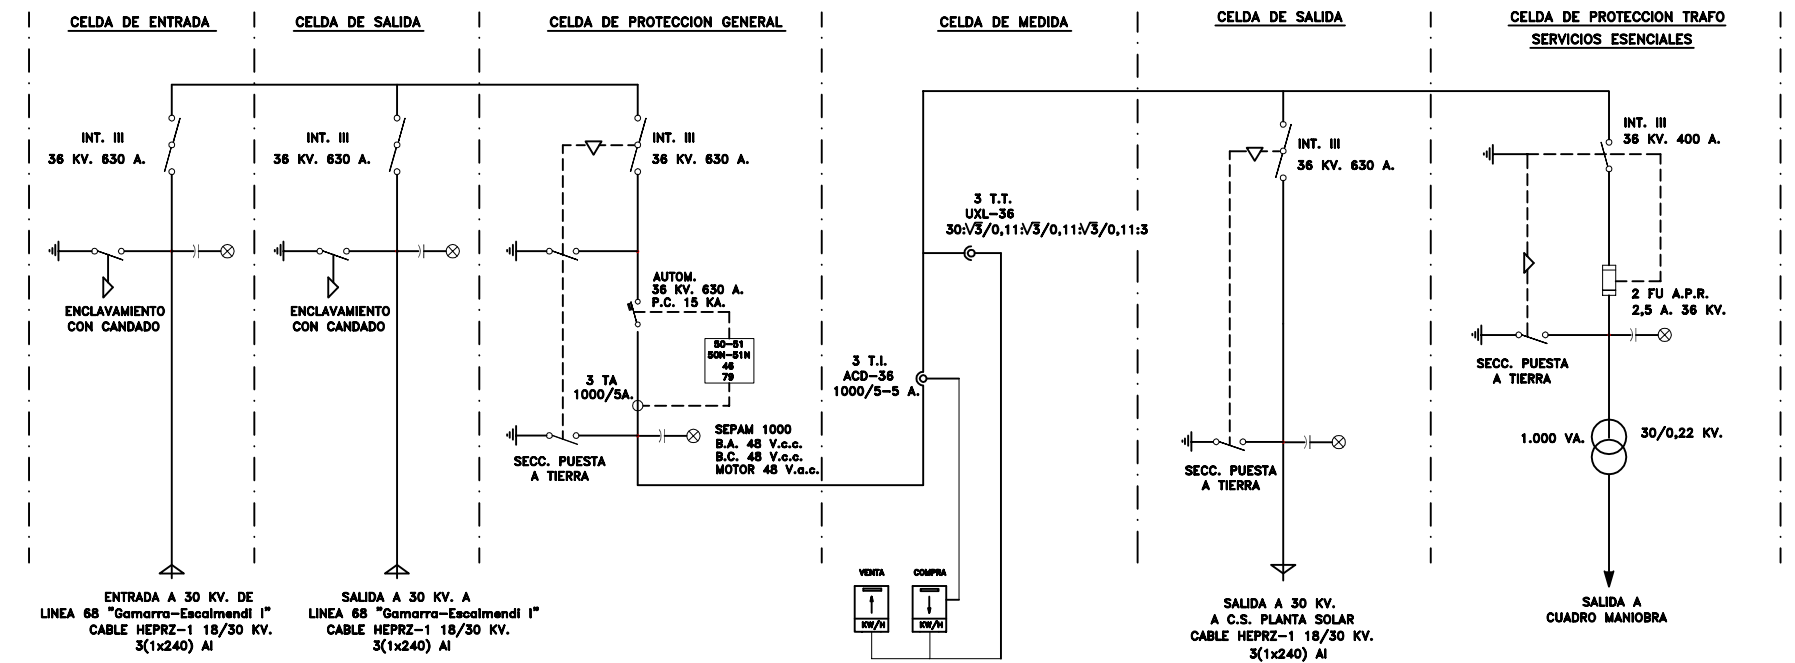 CELDA DE ENTRADA
INT. III
36 KV. 630 A.
ENCLAVAMIENTO
CON CANDADO
ENTRADA A 30 KV. DE
LINEA 68 "Gamarra-Escalmendi I"
CABLE HEPRZ-1 18/30 KV.
3(1x240) Al
CELDA DE SALIDA
INT. III
36 KV. 630 A.
ENCLAVAMIENTO
CON CANDADO
SALIDA A 30 KV. A
LINEA 68 "Gamarra-Escalmendi I"
CABLE HEPRZ-1 18/30 KV.
3(1x240) Al
CELDA DE PROTECCION GENERAL
INT. III
36 KV. 630 A.
AUTOM.
36 KV. 630 A.
P.C. 15 KA.
50-51
50N-51N
46
79
3 TA
1000/5A.
SEPAM 1000
B.A. 48 V.c.c.
B.C. 48 V.c.c.
MOTOR 48 V.a.c.
SECC. PUESTA
A TIERRA
CELDA DE MEDIDA
3 T.T.
UXL-36
30:√3/0,11:√3/0,11:√3/0,11:3
3 T.I.
ACD-36
1000/5-5 A.
VENTA
KW/H
COMPRA
KW/H
CELDA DE SALIDA
INT. III
36 KV. 630 A.
SECC. PUESTA
A TIERRA
SALIDA A 30 KV.
A C.S. PLANTA SOLAR
CABLE HEPRZ-1 18/30 KV.
3(1x240) Al
CELDA DE PROTECCION TRAFO
SERVICIOS ESENCIALES
INT. III
36 KV. 400 A.
2 FU A.P.R.
2,5 A. 36 KV.
SECC. PUESTA
A TIERRA
1.000 VA.
30/0,22 KV.
SALIDA A
CUADRO MANIOBRA